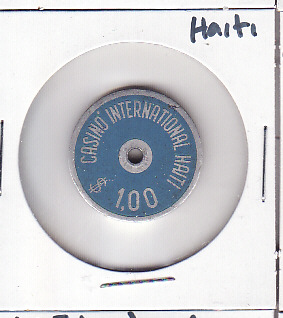 Haiti
CASINO INTERNATIONAL HAITI
$ 1,00